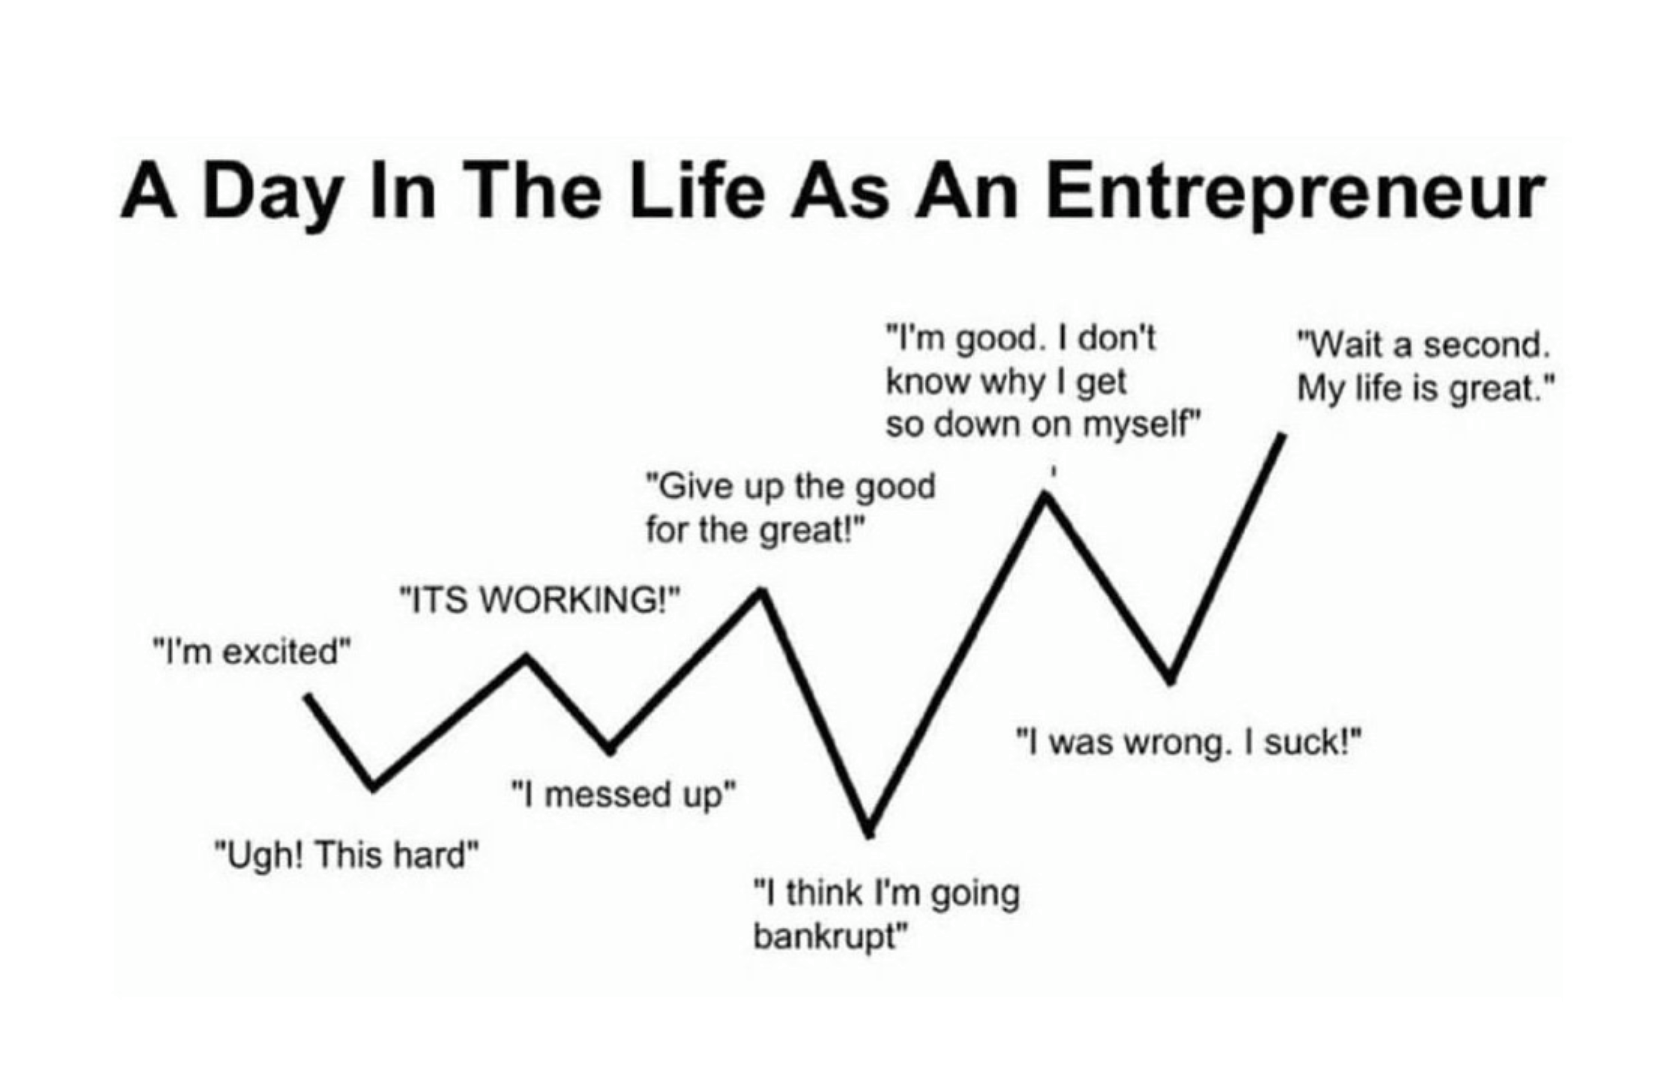 A Day In The Life As An Entrepreneur
"I'm excited"
"Ugh! This hard"
"ITS WORKING!"
"I messed up"
"Give up the good
for the great!"
"I think I'm going
bankrupt"
"I'm good. I don't
know why I get
so down on myself"
"I was wrong. I suck!"
"Wait a second.
My life is great."